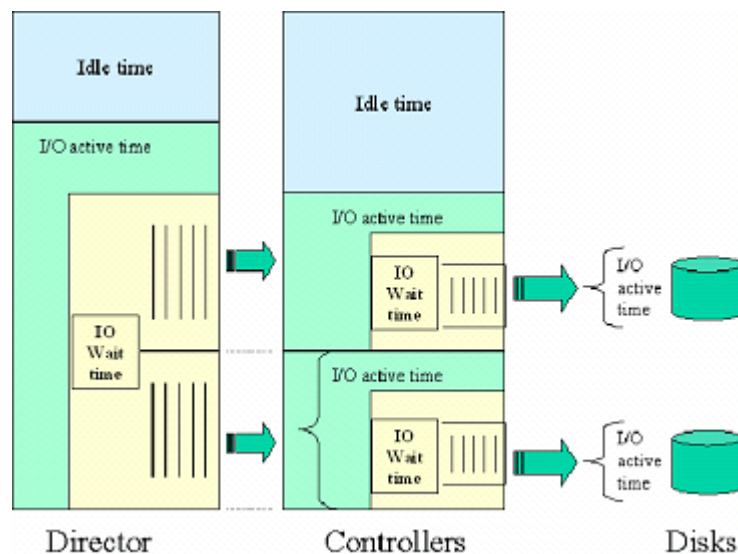 Idle time
I/O active time
IO
Wait
time
Director
Idle time
I/O active time
IO
Wait
time
I/O active time
IO
Wait
time
Controllers
I/O
active
time
I/O
active
time
Disks